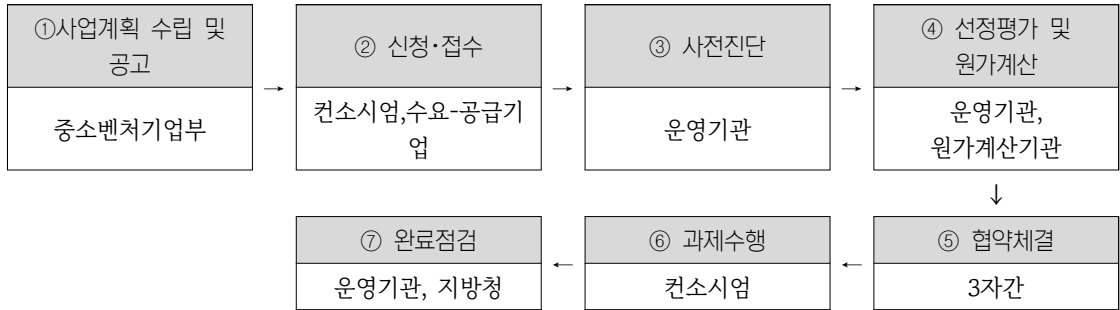 ①사업계획 수립 및
공고
중소벤처기업부
→
② 신청·접수
컨소시엄,수요-공급기
업
→
③ 사전진단
운영기관
→
④ 선정평가 및
원가계산
운영기관,
원가계산기관
↓
⑤ 협약체결
3자간
←
⑥ 과제수행
컨소시엄
←
⑦ 완료점검
운영기관, 지방청